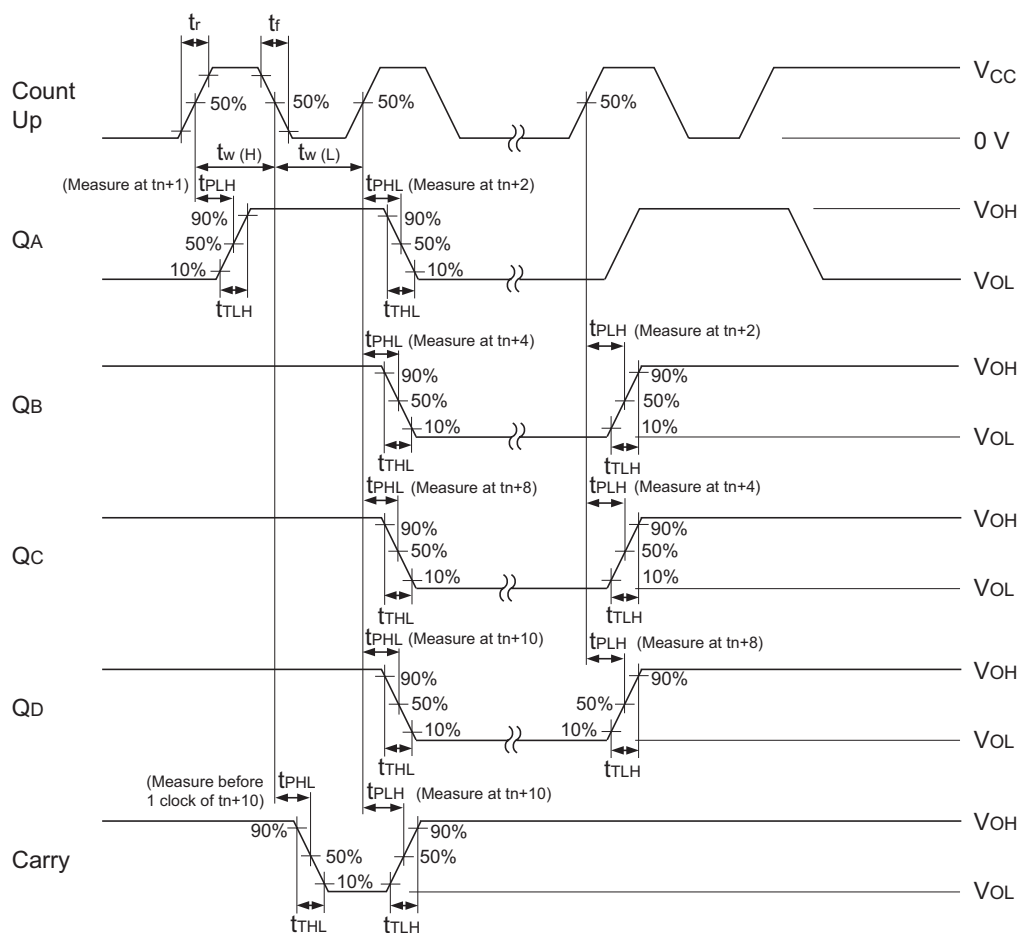 tr tf
Count Up
50% 50% 50% 50%
VCC
0 V
tw (H) tw (L)
(Measure at tn+1) tPLH tPHL (Measure at tn+2)
QA
90% 90%
50% 50%
10% 10%
VOH
VOL
tTLH tTHL
tPHL (Measure at tn+4) tPLH (Measure at tn+2)
QB
90% 90%
50% 50%
10% 10%
VOH
VOL
tTHL tTLH
tPHL (Measure at tn+8) tPLH (Measure at tn+4)
QC
90% 90%
50% 50%
10% 10%
VOH
VOL
tTHL tTLH
tPHL (Measure at tn+10) tPLH (Measure at tn+8)
QD
90% 90%
50% 50%
10% 10%
VOH
VOL
tTHL tTLH
(Measure before
1 clock of tn+10)
tPHL tPLH (Measure at tn+10)
Carry
90% 90%
50% 50%
10%
VOH
VOL
tTHL tTLH